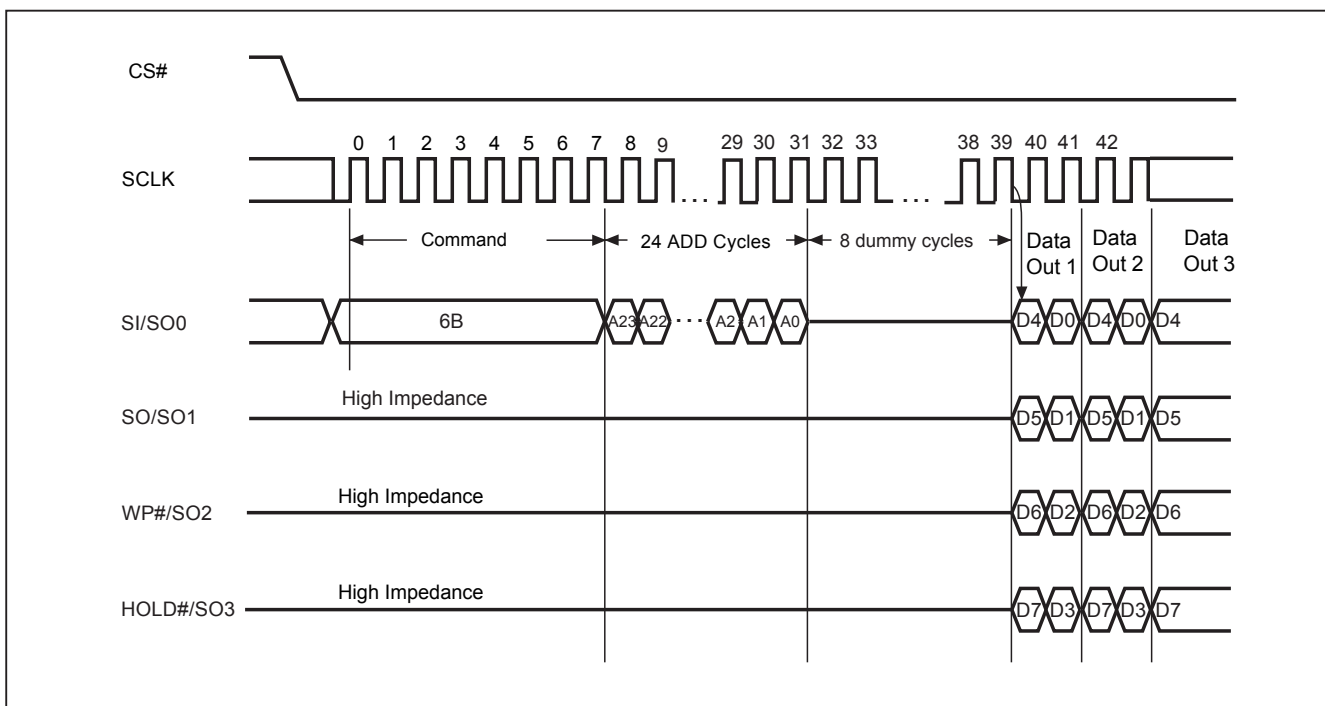 CS#
0 1 2 3 4 5 6 7 8 9 29 30 31 32 33 38 39 40 41 42
SCLK
Command 24 ADD Cycles 8 dummy cycles Data Out 1 Data Out 2 Data Out 3
SI/SO0 6B A23 A22 A2 A1 A0 D4 D0 D4 D0 D4
High Impedance
SO/SO1 D5 D1 D5 D1 D5
High Impedance
WP#/SO2 D6 D2 D6 D2 D6
High Impedance
HOLD#/SO3 D7 D3 D7 D3 D7